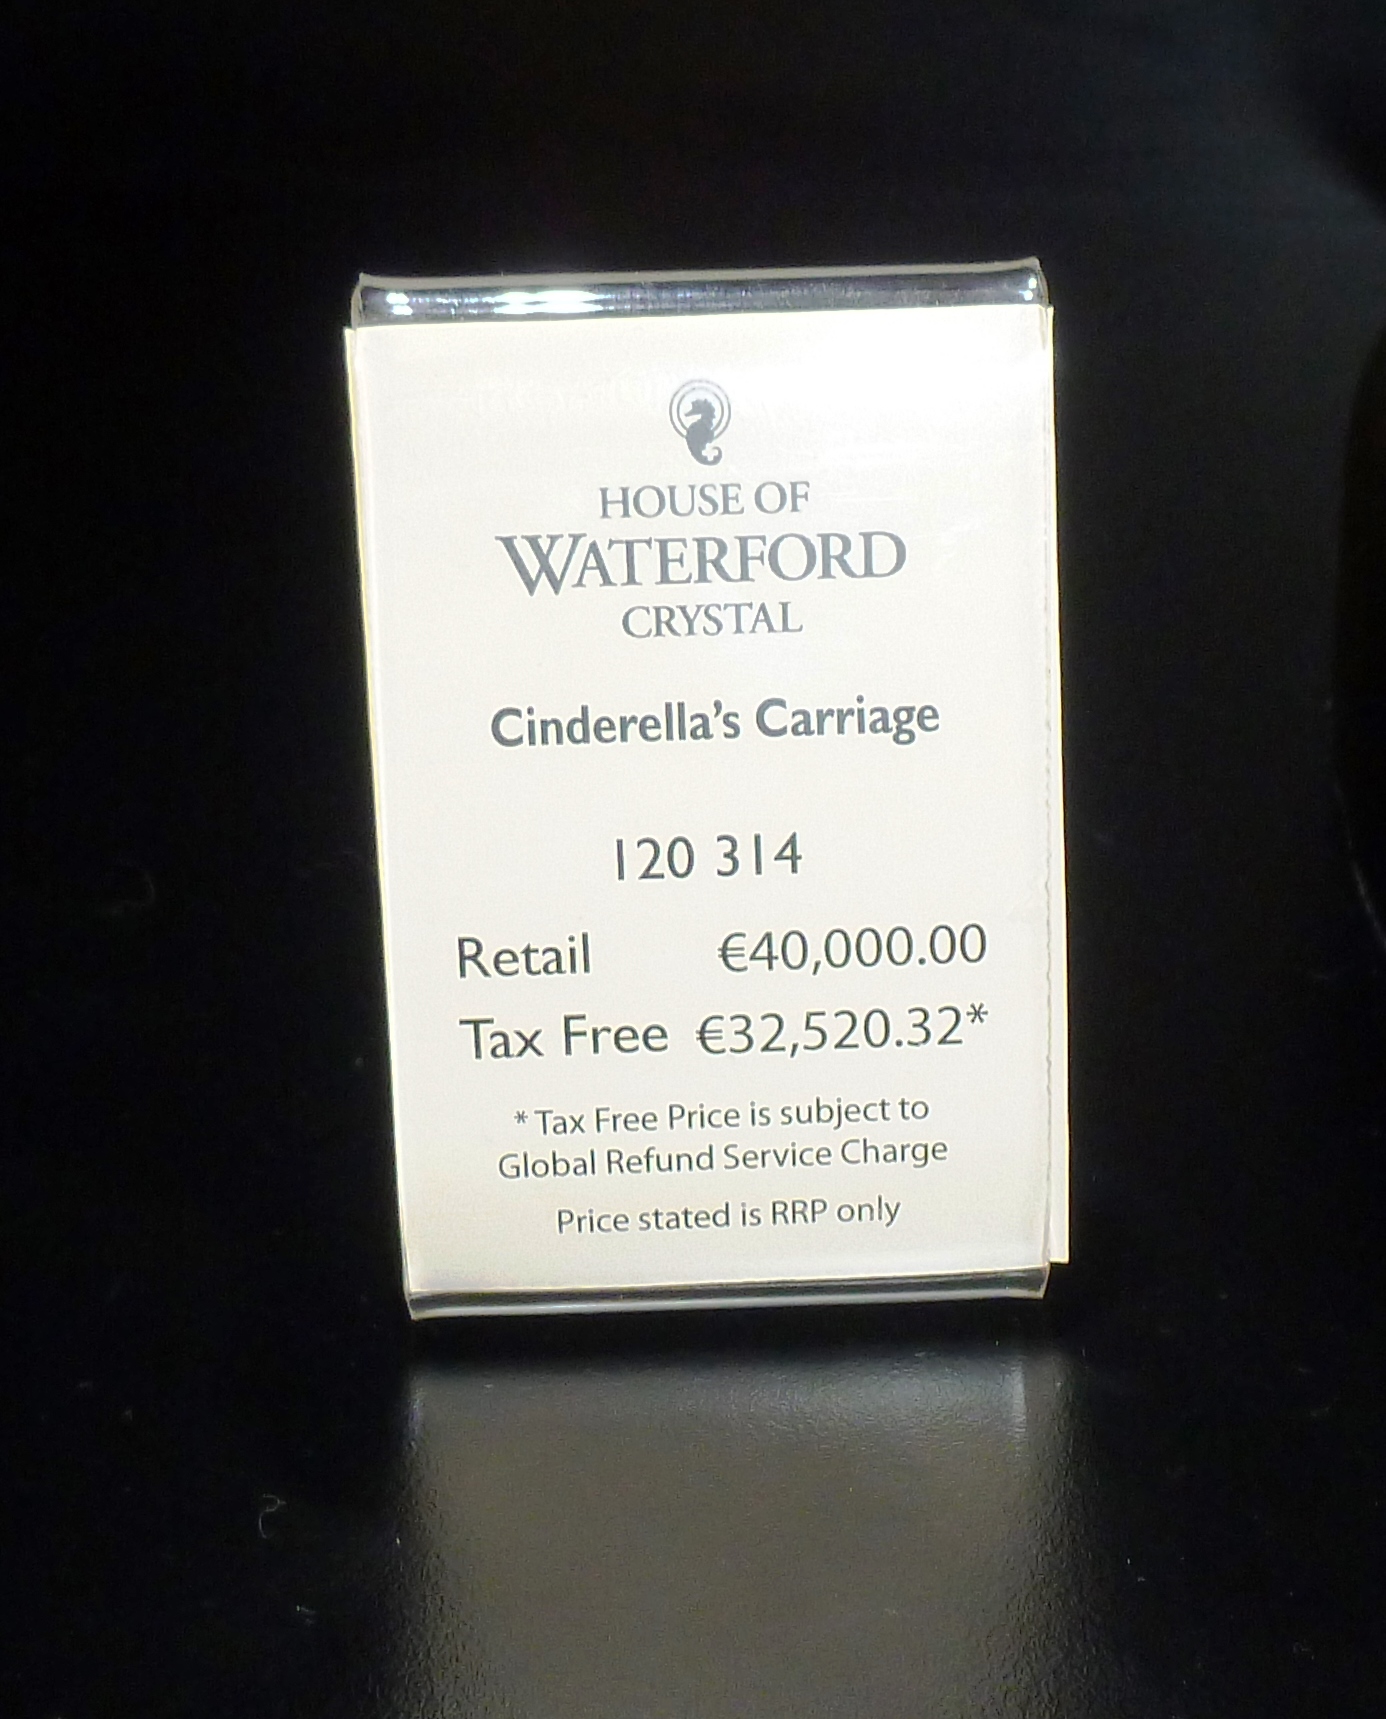 HOUSE OF
WATERFORD
CRYSTAL
Cinderella's Carriage
120 314
Retail €40,000.00
Tax Free €32,520.32*
* Tax Free Price is subject to
Global Refund Service Charge
Price stated is RRP only